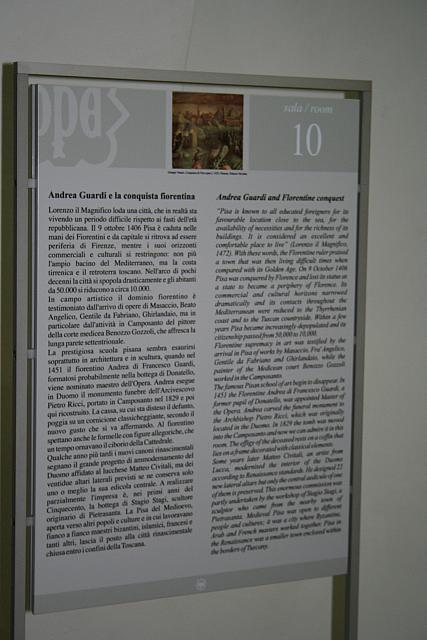 opa
sala / room
10
Andrea Guardi e la conquista fiorentina
Lorenzo il Magnifico loda una città, che in realtà sta
vivendo un periodo difficile rispetto ai fasti dell'età
repubblicana. Il 9 ottobre 1406 Pisa è caduta nelle
mani dei Fiorentini e da capitale si ritrova ad essere
periferia di Firenze, mentre i suoi orizzonti
commerciali e culturali si restringono: non più
l'ampio bacino del Mediterraneo, ma la costa
tirrenica e il retroterra toscano. Nell'arco di pochi
decenni la città si spopola drasticamente e gli abitanti
da 50.000 si riducono a circa 10.000.
In campo artistico il dominio fiorentino è
testimoniato dall'arrivo di opere di Masaccio, Beato
Angelico, Gentile da Fabriano, Ghirlandaio, ma in
particolare dall'attività in Camposanto del pittore
della corte medicea Benozzo Gozzoli, che affresca la
lunga parete settentrionale.
La prestigiosa scuola pisana sembra esaurirsi
soprattutto in architettura e in scultura, quando nel
1451 il fiorentino Andrea di Francesco Guardi,
formatosi probabilmente nella bottega di Donatello,
viene nominato maestro dell'Opera. Andrea esegue
in Duomo il monumento funebre dell'Arcivescovo
Pietro Ricci, portato in Camposanto nel 1829 e poi
qui ricostruito. La cassa, su cui sta disteso il defunto,
poggia su un cornicione classicheggiante, secondo il
nuovo gusto che si va affermando. Al fiorentino
spettano anche le formelle con figure allegoriche, che
un tempo ornavano il ciborio della Cattedrale.
Qualche anno più tardi i nuovi canoni rinascimentali
segnano il grande progetto di ammodernamento del
Duomo affidato al lucchese Matteo Civitali, ma dei
ventidue altari laterali previsti se ne conserva solo
uno o meglio la sua edicola centrale. A realizzare
parzialmente l'impresa è, nei primi anni del
Cinquecento, la bottega di Stagio Stagi, scultore
originario di Pietrasanta. La Pisa del Medioevo,
aperta verso altri popoli e culture e in cui lavoravano
fianco a fianco maestri bizantini, islamici, francesi e
tanti altri, lascia il posto alla città rinascimentale
chiusa entro i confini della Toscana.
Andrea Guardi and Florentine conquest
"Pisa is known to all educated foreigners for its
favourable location close to the sea, for the
availability of necessities and for the richness of its
buildings. It is considered an excellent and
comfortable place to live" (Lorenzo il Magnifico,
1472). With these words, the Florentine ruler praised
a town that was then living difficult times when
compared with its Golden Age. On 9 October 1406
Pisa was conquered by Florence and lost its status as
a state to became a periphery of Florence. Its
commercial and cultural horizons narrowed
dramatically and its contacts throughout the
Mediterranean were reduced to the Thyrrhenian
coast and to the Tuscan countryside. Within a few
years Pisa became increasingly depopulated and its
citizenship passed from 50,000 to 10,000.
Florentine supremacy in art was testified by the
arrival in Pisa of works by Masaccio, Fra' Angelico,
Gentile da Fabriano and Ghirlandaio, while the
painter of the Medicean court Benozzo Gozzoli
worked in the Camposanto.
The famous Pisan school of art begin to disappear. In
1451 the Florentine Andrea di Francesco Guardi, a
former pupil of Donatello, was appointed Master of
the Opera. Andrea carved the funeral monument to
the Archbishop Pietro Ricci, which was originally
located in the Duomo. In 1829 the tomb was moved
into the Camposanto and now we can admire it in this
room. The effigy of the deceased rests on a coffin that
lies on a frame decorated with classical elements.
Some years later Matteo Civitali, an artist from
Lucca, modernised the interior of the Duomo
according to Renaissance standards. He designed 22
new lateral altars but only the central aedicule of one
of them is preserved. This enormous commission was
partly undertaken by the workshop of Stagio Stagi, a
sculptor who came from the nearby town of
Pietrasanta. Medieval Pisa was open to different
people and cultures; it was a city where Byzantine,
Arab and French masters worked together. Pisa in
the Renaissance was a smaller town enclosed within
the borders of Tuscany.